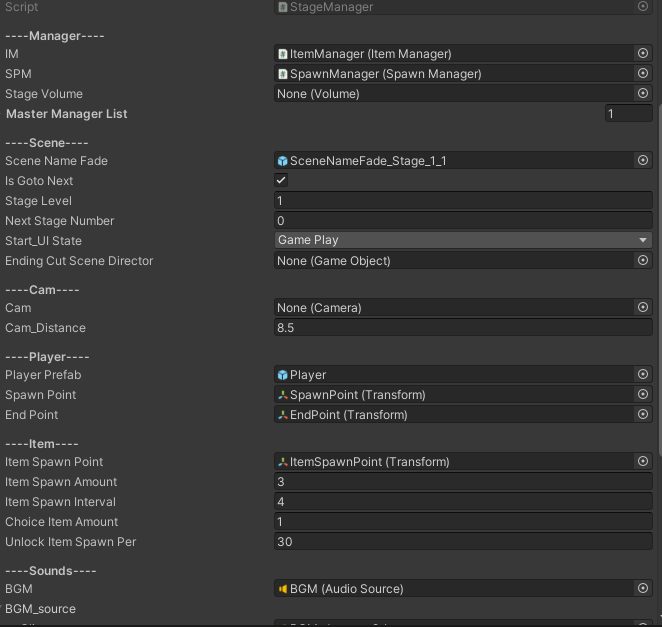 Script StageManager
----Manager----
IM ItemManager (Item Manager)
SPM SpawnManager (Spawn Manager)
Stage Volume None (Volume)
Master Manager List 1
----Scene----
Scene Name Fade SceneNameFade_Stage_1_1
Is Goto Next
Stage Level 1
Next Stage Number 0
Start_UI State Game Play
Ending Cut Scene Director None (Game Object)
----Cam----
Cam None (Camera)
Cam_Distance 8.5
----Player----
Player Prefab Player
Spawn Point SpawnPoint (Transform)
End Point EndPoint (Transform)
----Item----
Item Spawn Point ItemSpawnPoint (Transform)
Item Spawn Amount 3
Item Spawn Interval 4
Choice Item Amount 1
Unlock Item Spawn Per 30
----Sounds----
BGM BGM (Audio Source)
BGM_source